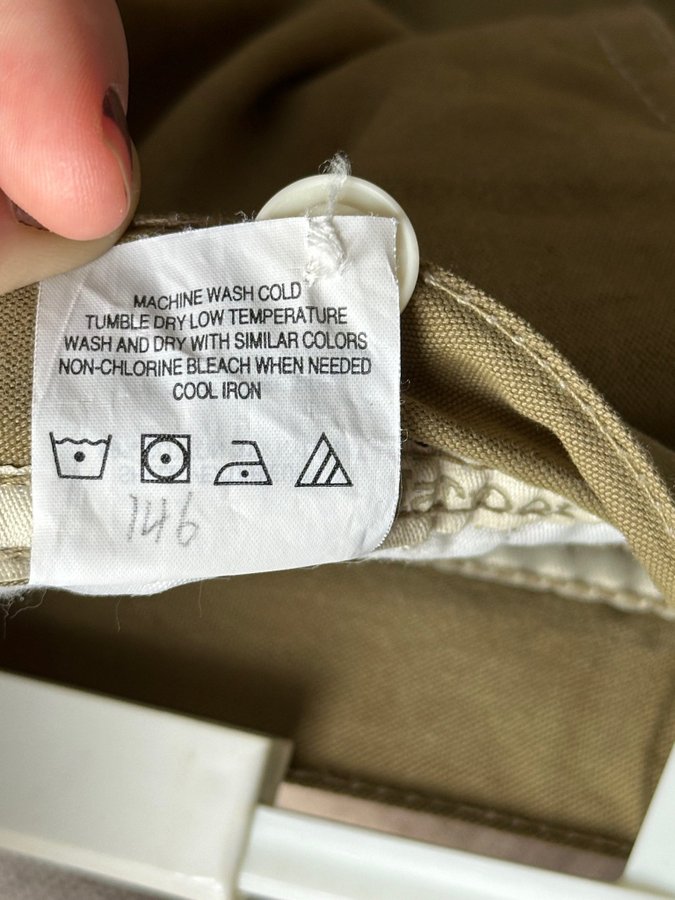 MACHINE WASH COLD
TUMBLE DRY LOW TEMPERATURE
WASH AND DRY WITH SIMILAR COLORS
NON-CHLORINE BLEACH WHEN NEEDED
COOL IRON
146